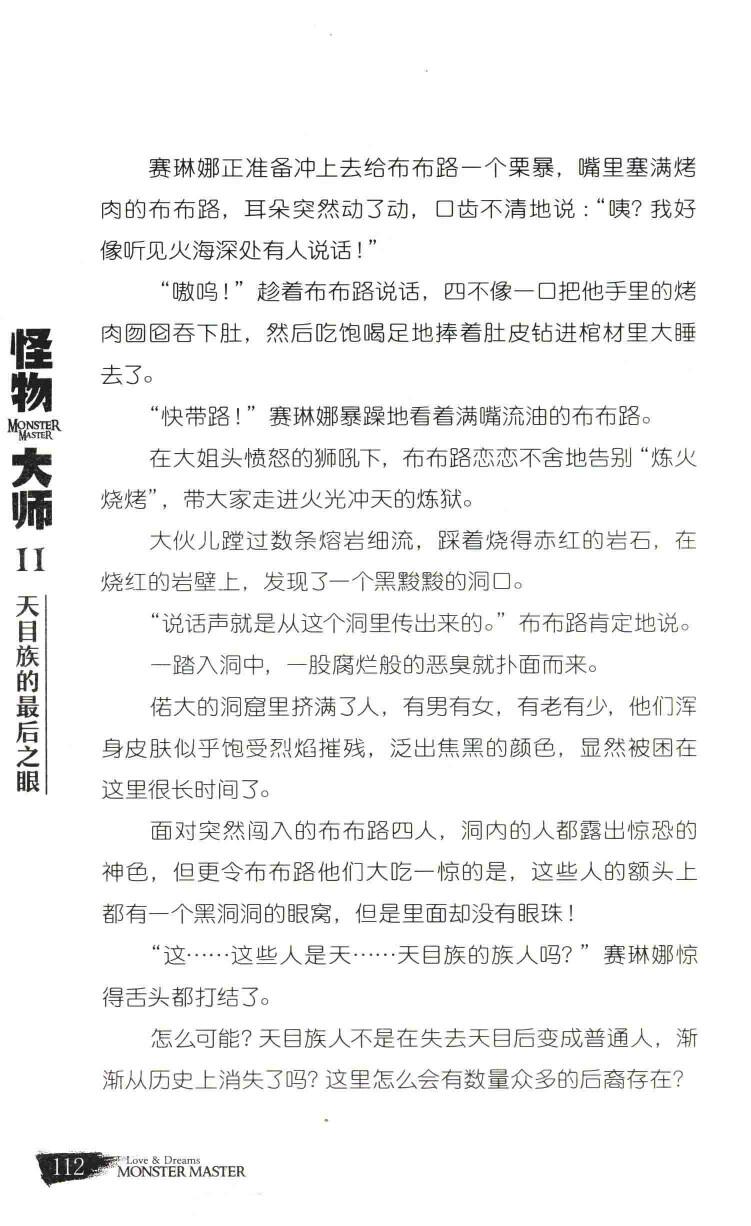 赛琳娜正准备冲上去给布布路一个栗暴，嘴里塞满烤
肉的布布路，耳朵突然动了动，口齿不清地说：“咦？我好
像听见火海深处有人说话！”
“嗷呜！”趁着布布路说话，四不像一口把他手里的烤
肉囫囵吞下肚，然后吃饱喝足地捧着肚皮钻进棺材里大睡
去了。
“快带路！”赛琳娜暴躁地看着满嘴流油的布布路。
在大姐头愤怒的狮吼下，布布路恋恋不舍地告别“炼火
烧烤”，带大家走进火光冲天的炼狱。
大伙儿蹚过数条熔岩细流，踩着烧得赤红的岩石，在
烧红的岩壁上，发现了一个黑黢黢的洞口。
“说话声就是从这个洞里传出来的。”布布路肯定地说。
一踏入洞中，一股腐烂般的恶臭就扑面而来。
偌大的洞窟里挤满了人，有男有女，有老有少，他们浑
身皮肤似乎饱受烈焰摧残，泛出焦黑的颜色，显然被困在
这里很长时间了。
面对突然闯入的布布路四人，洞内的人都露出惊恐的
神色，但更令布布路他们大吃一惊的是，这些人的额头上
都有一个黑洞洞的眼窝，但是里面却没有眼珠！
“这……这些人是天……天目族的族人吗？”赛琳娜惊
得舌头都打结了。
怎么可能？天目族人不是在失去天目后变成普通人，渐
渐从历史上消失了吗？这里怎么会有数量众多的后裔存在？
怪物
MONSTER
MASTER
大师
11
天目族的最后之眼
112
Love & Dreams
MONSTER MASTER